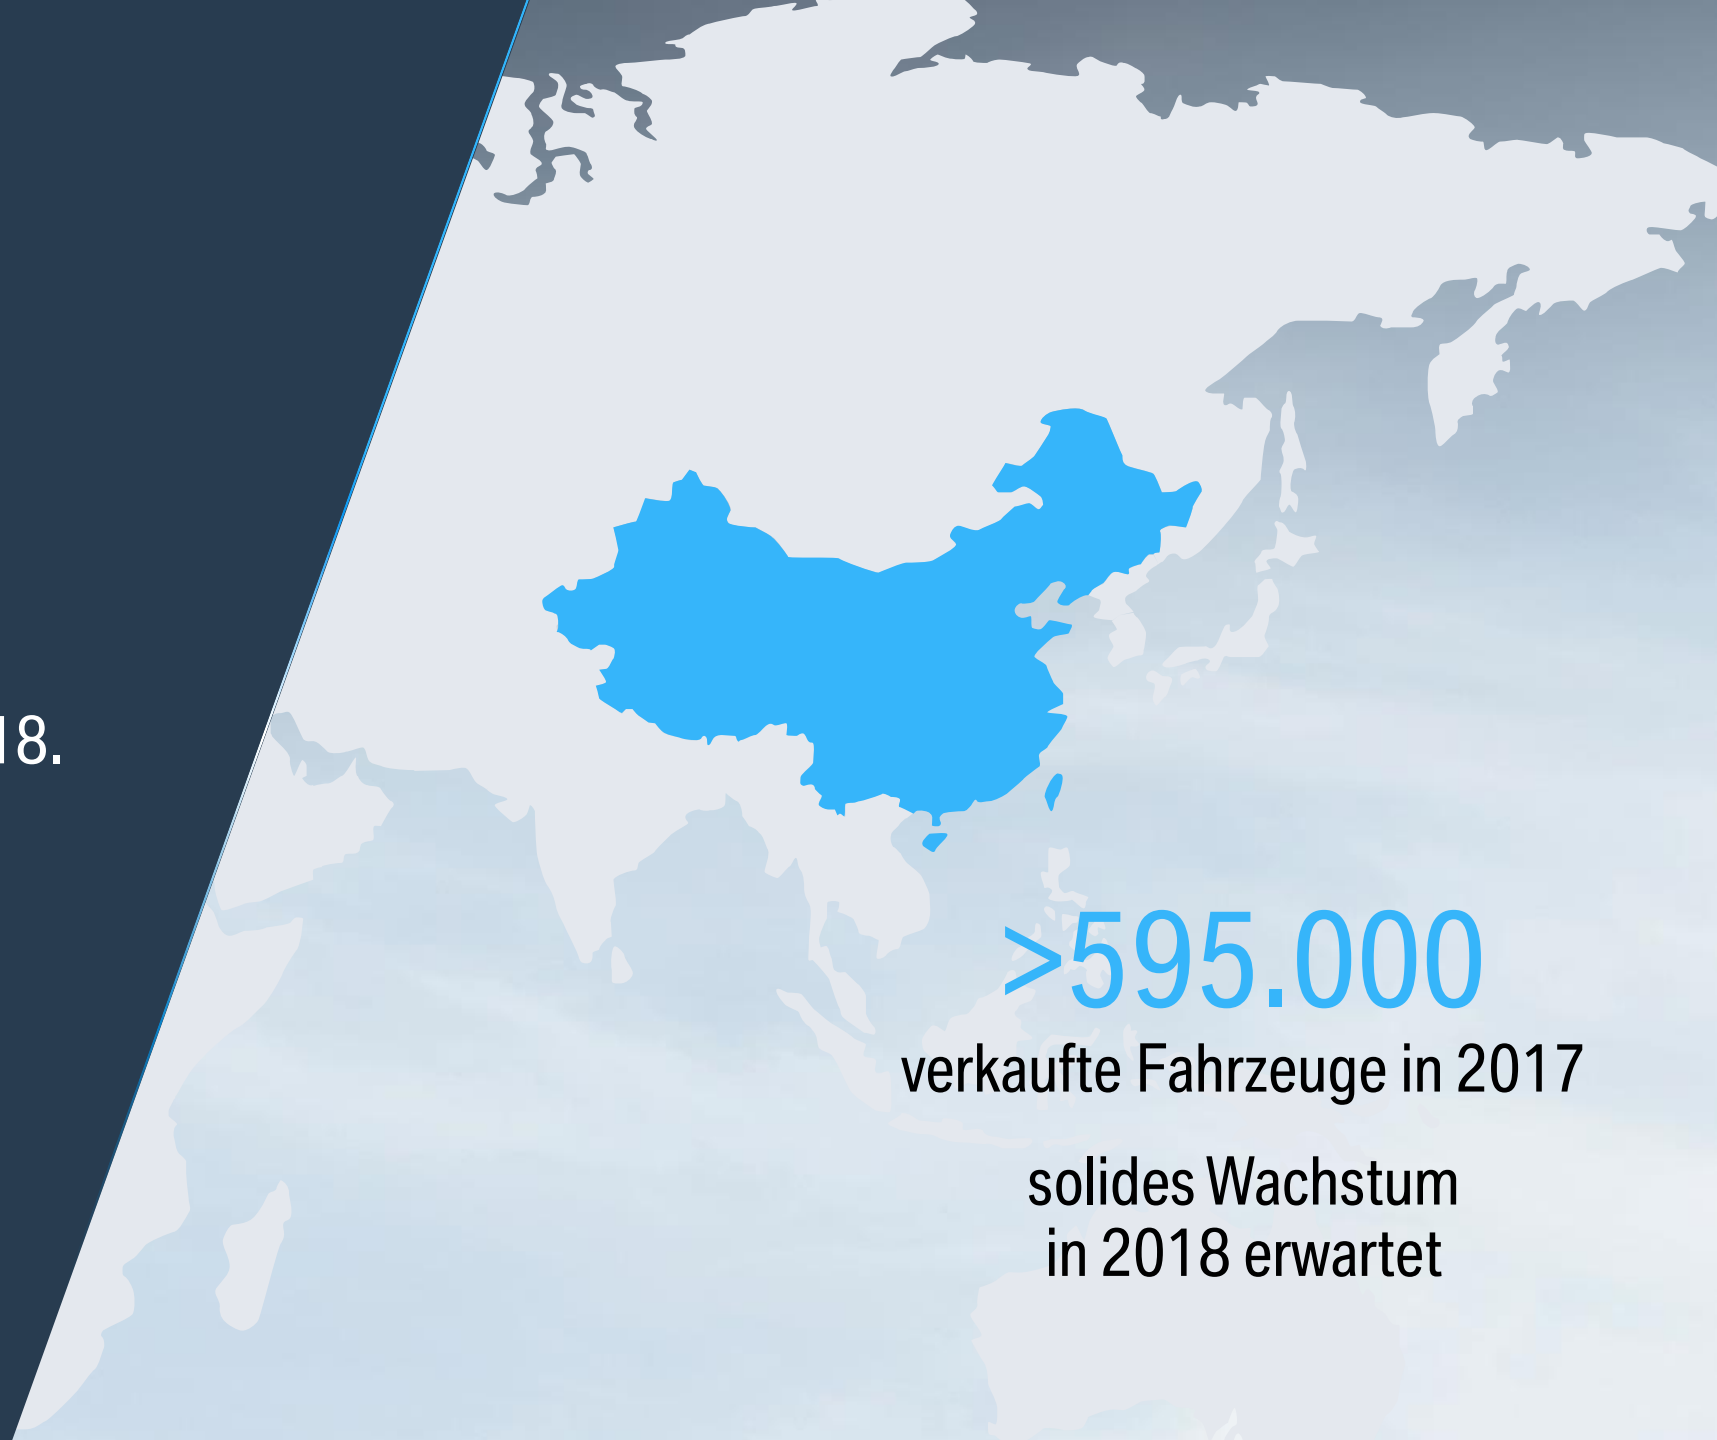 18.
>595.000
verkaufte Fahrzeuge in 2017
solides Wachstum
in 2018 erwartet